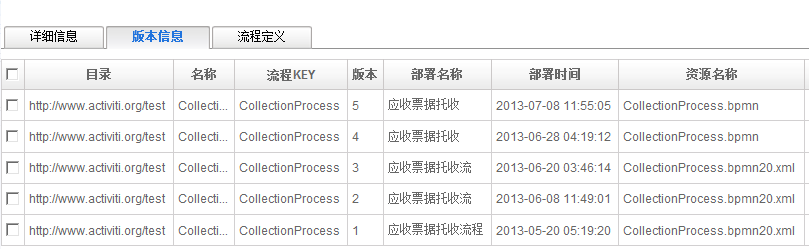 详细信息 版本信息 流程定义
目录 名称 流程KEY 版本 部署名称 部署时间 资源名称
http://www.activiti.org/test Collecti... CollectionProcess 5 应收票据托收 2013-07-08 11:55:05 CollectionProcess.bpmn
http://www.activiti.org/test Collecti... CollectionProcess 4 应收票据托收 2013-06-28 04:19:12 CollectionProcess.bpmn
http://www.activiti.org/test Collecti... CollectionProcess 3 应收票据托收流 2013-06-20 03:46:14 CollectionProcess.bpmn20.xml
http://www.activiti.org/test Collecti... CollectionProcess 2 应收票据托收流 2013-06-08 11:49:01 CollectionProcess.bpmn20.xml
http://www.activiti.org/test Collecti... CollectionProcess 1 应收票据托收流程 2013-05-20 05:19:20 CollectionProcess.bpmn20.xml